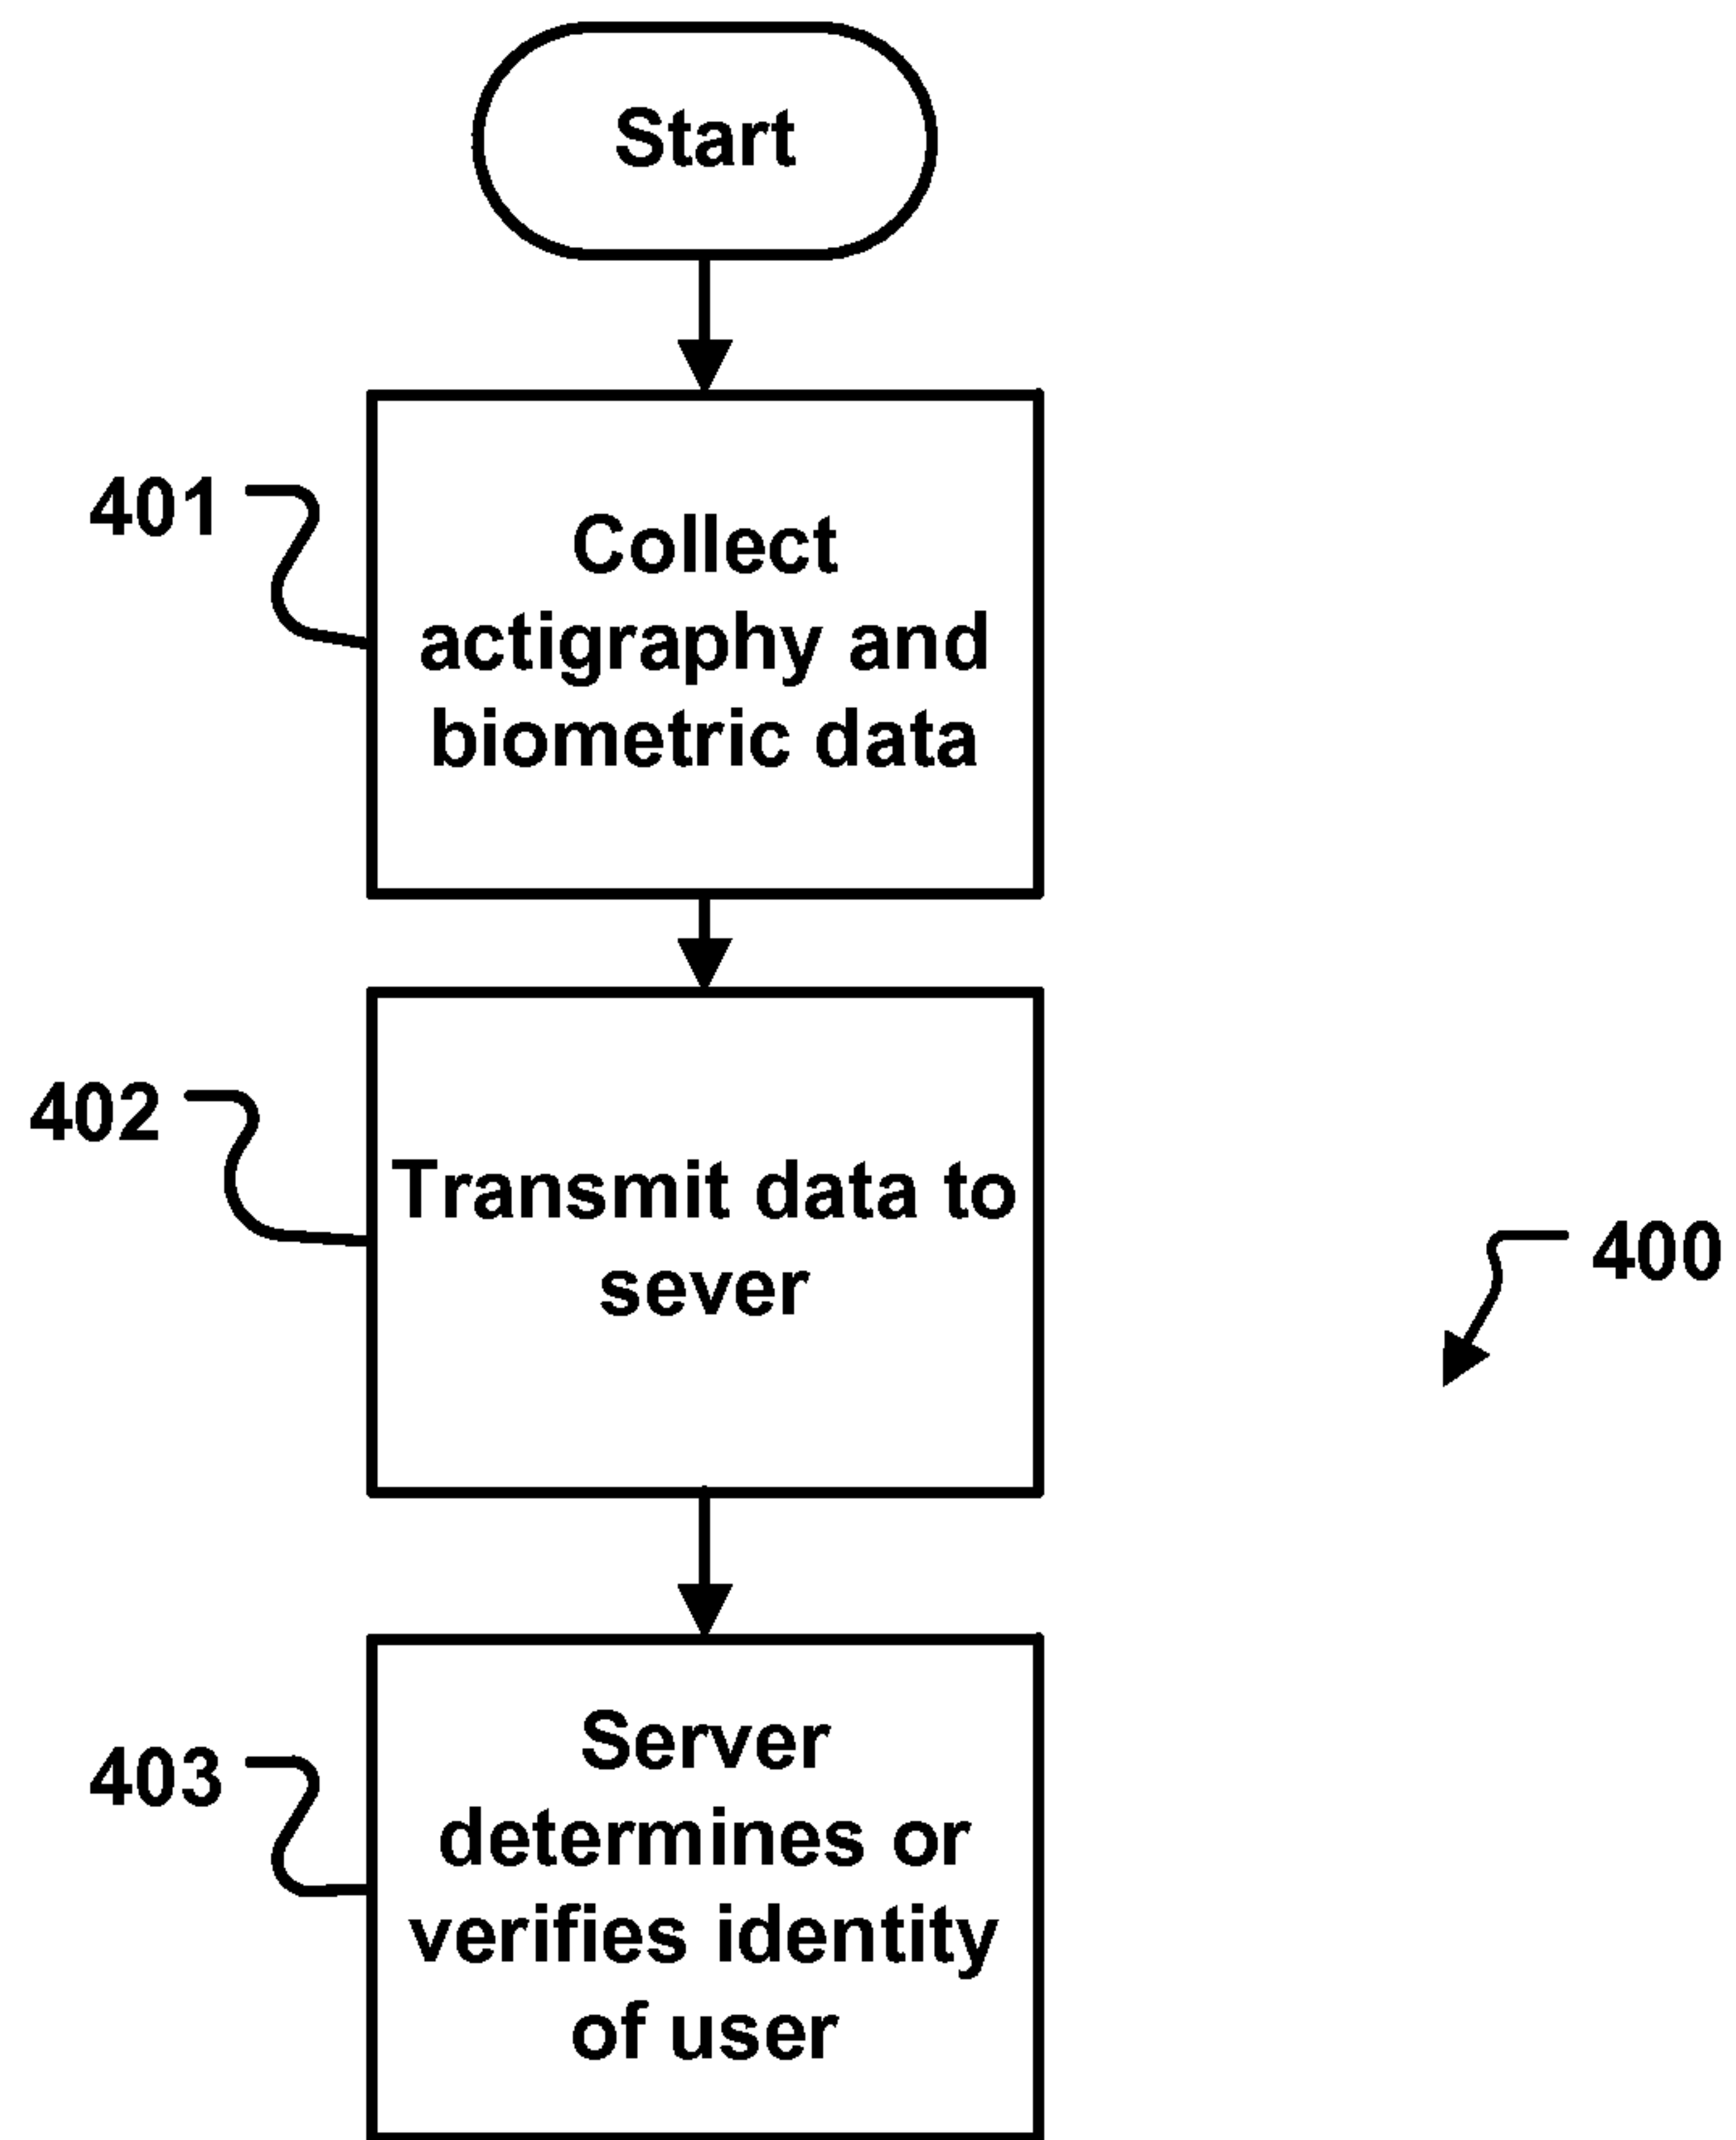 Start
401
Collect
actigraphy and
biometric data
402
Transmit data to
sever
400
403
Server
determines or
verifies identity
of user